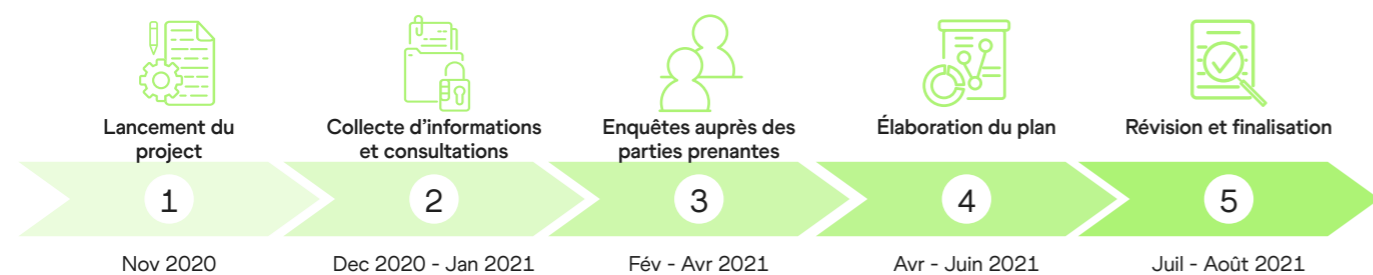 Lancement du
project
Collecte d'informations
et consultations
Enquêtes auprès des
parties prenantes
Élaboration du plan
Révision et finalisation
1
2
3
4
5
Nov 2020
Dec 2020 - Jan 2021
Fév - Avr 2021
Avr - Juin 2021
Juil - Août 2021